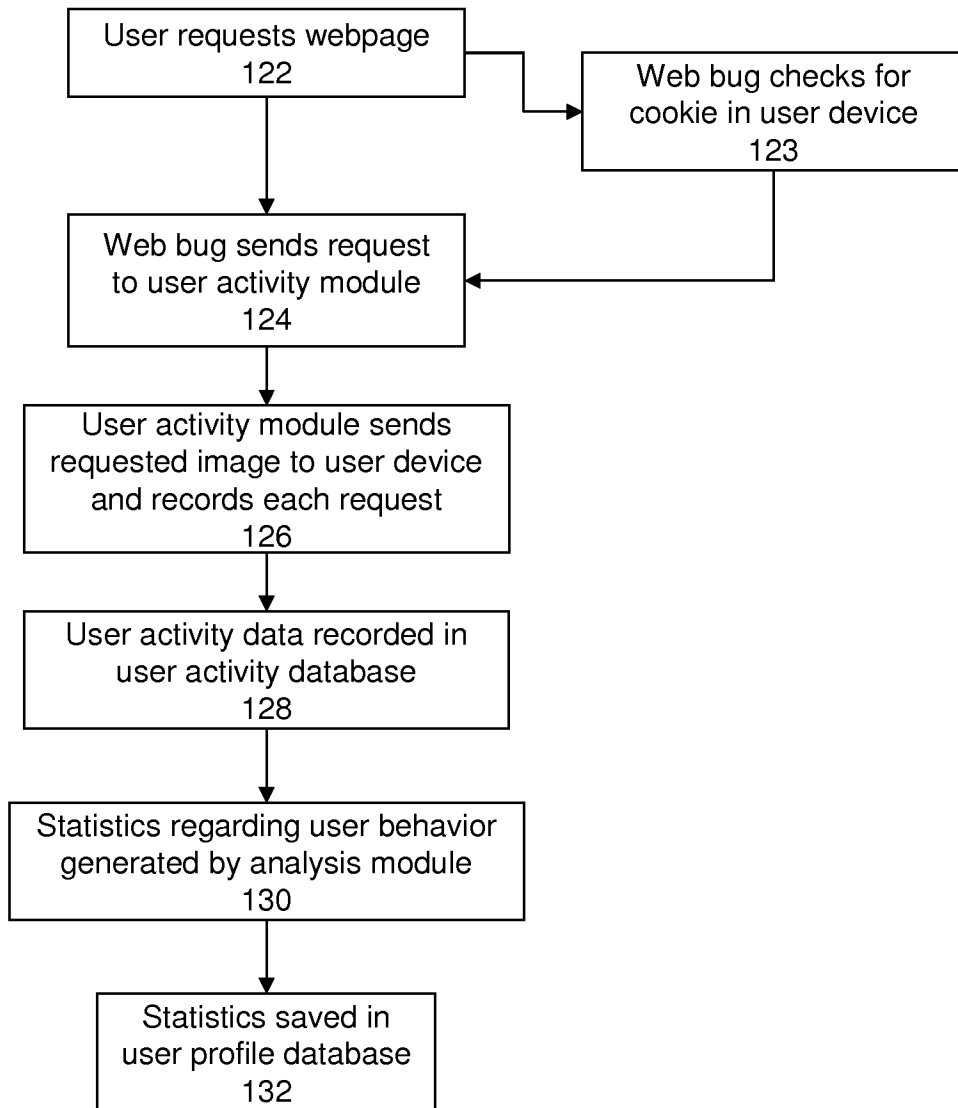 User requests webpage
122
Web bug checks for
cookie in user device
123
Web bug sends request
to user activity module
124
User activity module sends
requested image to user device
and records each request
126
User activity data recorded in
user activity database
128
Statistics regarding user behavior
generated by analysis module
130
Statistics saved in
user profile database
132